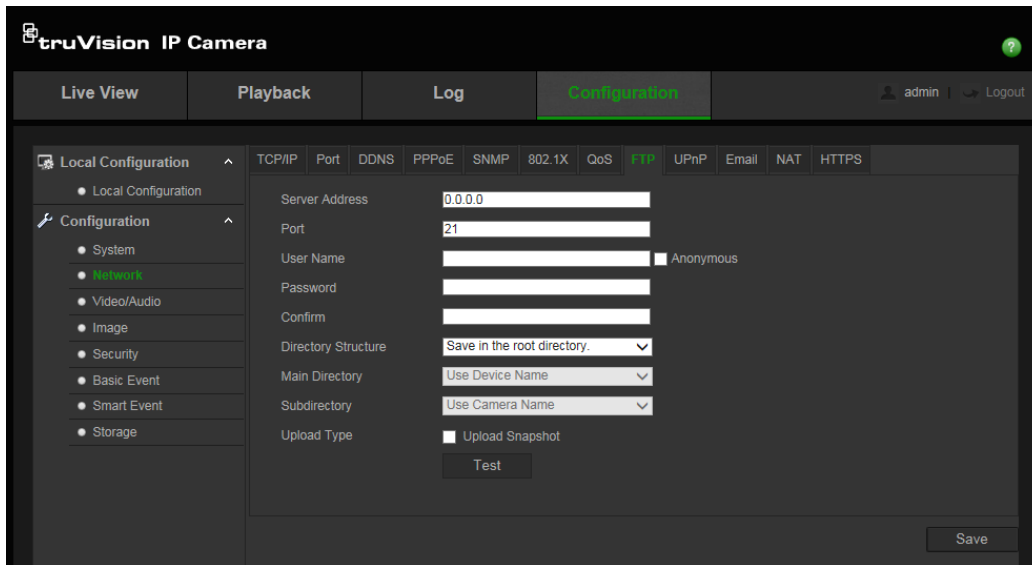 truVision IP Camera
?
Live View Playback Log Configuration admin | Logout
Local Configuration
Local Configuration
Configuration
System
Network
Video/Audio
Image
Security
Basic Event
Smart Event
Storage
TCP/IP Port DDNS PPPoE SNMP 802.1X QoS FTP UPnP Email NAT HTTPS
Server Address 0.0.0.0
Port 21
User Name Anonymous
Password
Confirm
Directory Structure Save in the root directory.
Main Directory Use Device Name
Subdirectory Use Camera Name
Upload Type Upload Snapshot
Test
Save